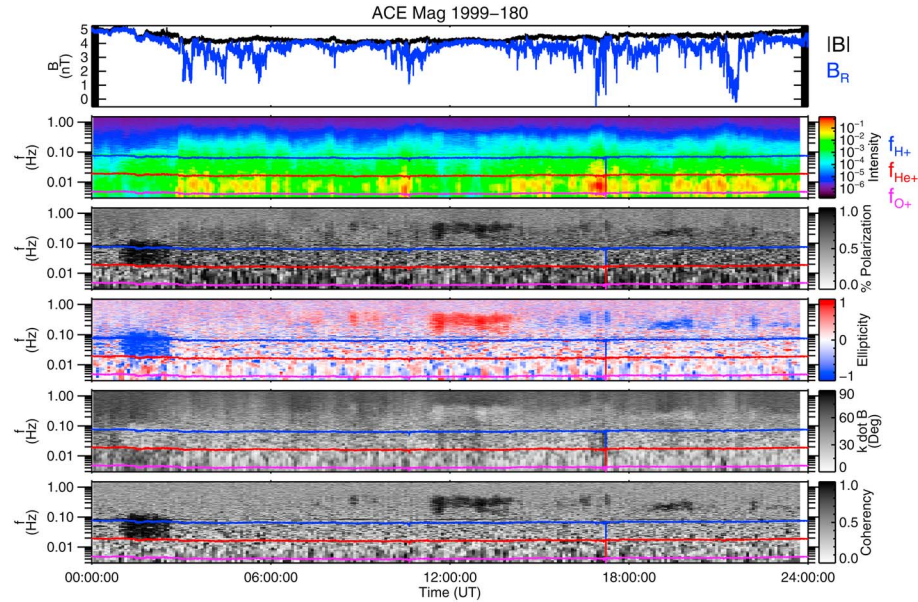 ACE Mag 1999–180
B (nT)
5
4
3
2
1
0
|B|
B_R
f (Hz)
1.00
0.10
0.01
10⁻¹
10⁻²
10⁻³
10⁻⁴
10⁻⁵
10⁻⁶
Intensity
f_H+
f_He+
f_O+
f (Hz)
1.00
0.10
0.01
1.0
0.5
0.0
% Polarization
f (Hz)
1.00
0.10
0.01
1
0
−1
Ellipticity
f (Hz)
1.00
0.10
0.01
90
60
30
0
k dot B (Deg)
f (Hz)
1.00
0.10
0.01
1.0
0.5
0.0
Coherency
00:00:00 06:00:00 12:00:00 18:00:00 24:00:00
Time (UT)